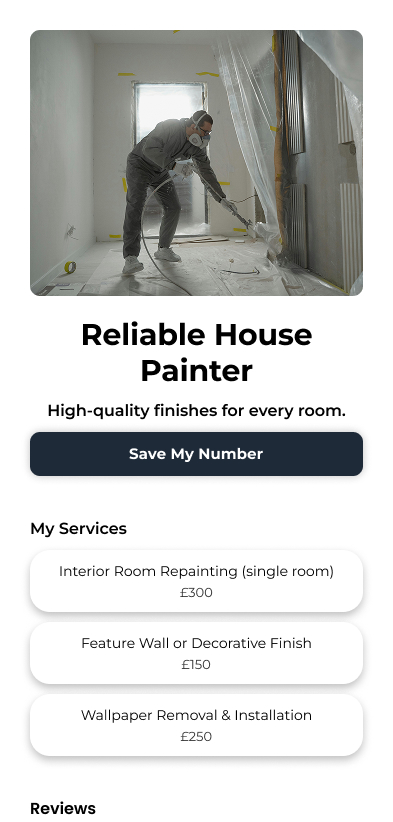 Reliable House
Painter
High-quality finishes for every room.
Save My Number
My Services
Interior Room Repainting (single room)
£300
Feature Wall or Decorative Finish
£150
Wallpaper Removal & Installation
£250
Reviews